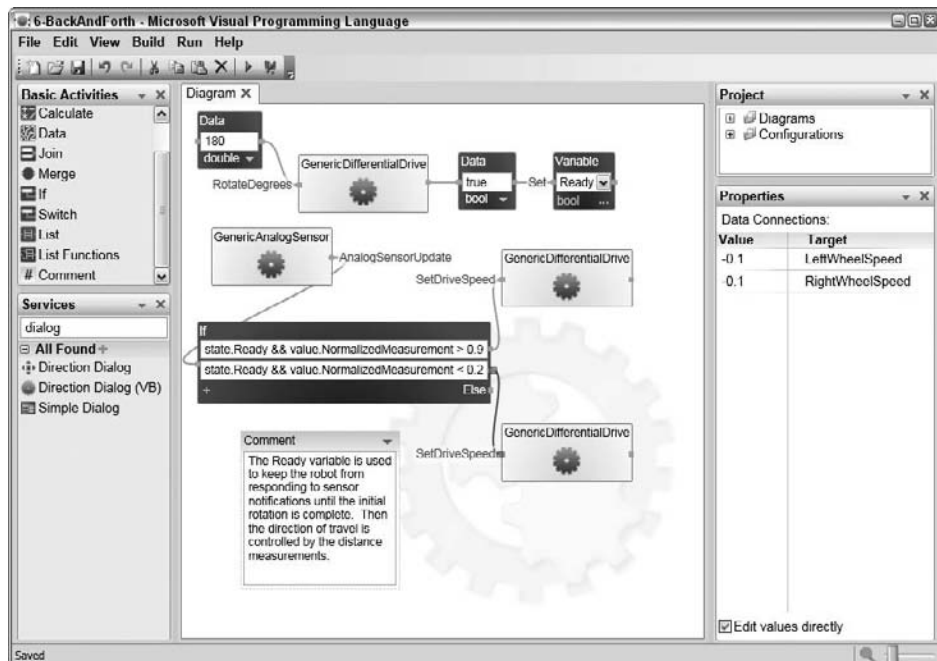 6-BackAndForth - Microsoft Visual Programming Language
File Edit View Build Run Help
Basic Activities
Calculate
Data
Join
Merge
If
Switch
List
List Functions
# Comment
Services
dialog
All Found +
Direction Dialog
Direction Dialog (VB)
Simple Dialog
Diagram X
Data
180
double
RotateDegrees
GenericDifferentialDrive
Data
true
bool
Set
Variable
Ready
bool ...
GenericAnalogSensor
AnalogSensorUpdate
GenericDifferentialDrive
SetDriveSpeed
If
state.Ready && value.NormalizedMeasurement > 0.9
state.Ready && value.NormalizedMeasurement < 0.2
+ Else
GenericDifferentialDrive
SetDriveSpeed
Comment
The Ready variable is used
to keep the robot from
responding to sensor
notifications until the initial
rotation is complete. Then
the direction of travel is
controlled by the distance
measurements.
Project
Diagrams
Configurations
Properties
Data Connections:
Value Target
-0.1 LeftWheelSpeed
-0.1 RightWheelSpeed
Edit values directly
Saved